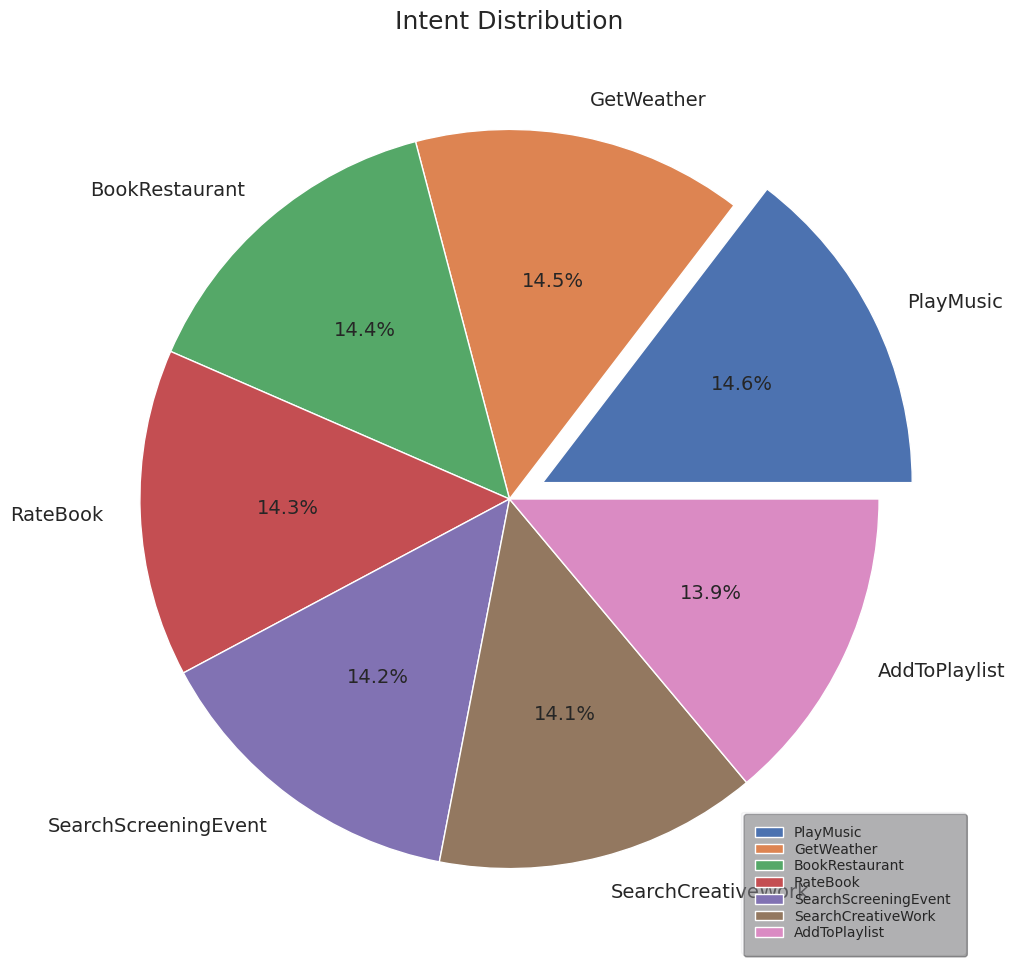 Intent Distribution
GetWeather
BookRestaurant
14.5%
PlayMusic
14.4%
14.6%
RateBook
14.3%
13.9%
14.2%
AddToPlaylist
14.1%
SearchScreeningEvent
SearchCreativeWork
PlayMusic
GetWeather
BookRestaurant
RateBook
SearchScreeningEvent
SearchCreativeWork
AddToPlaylist